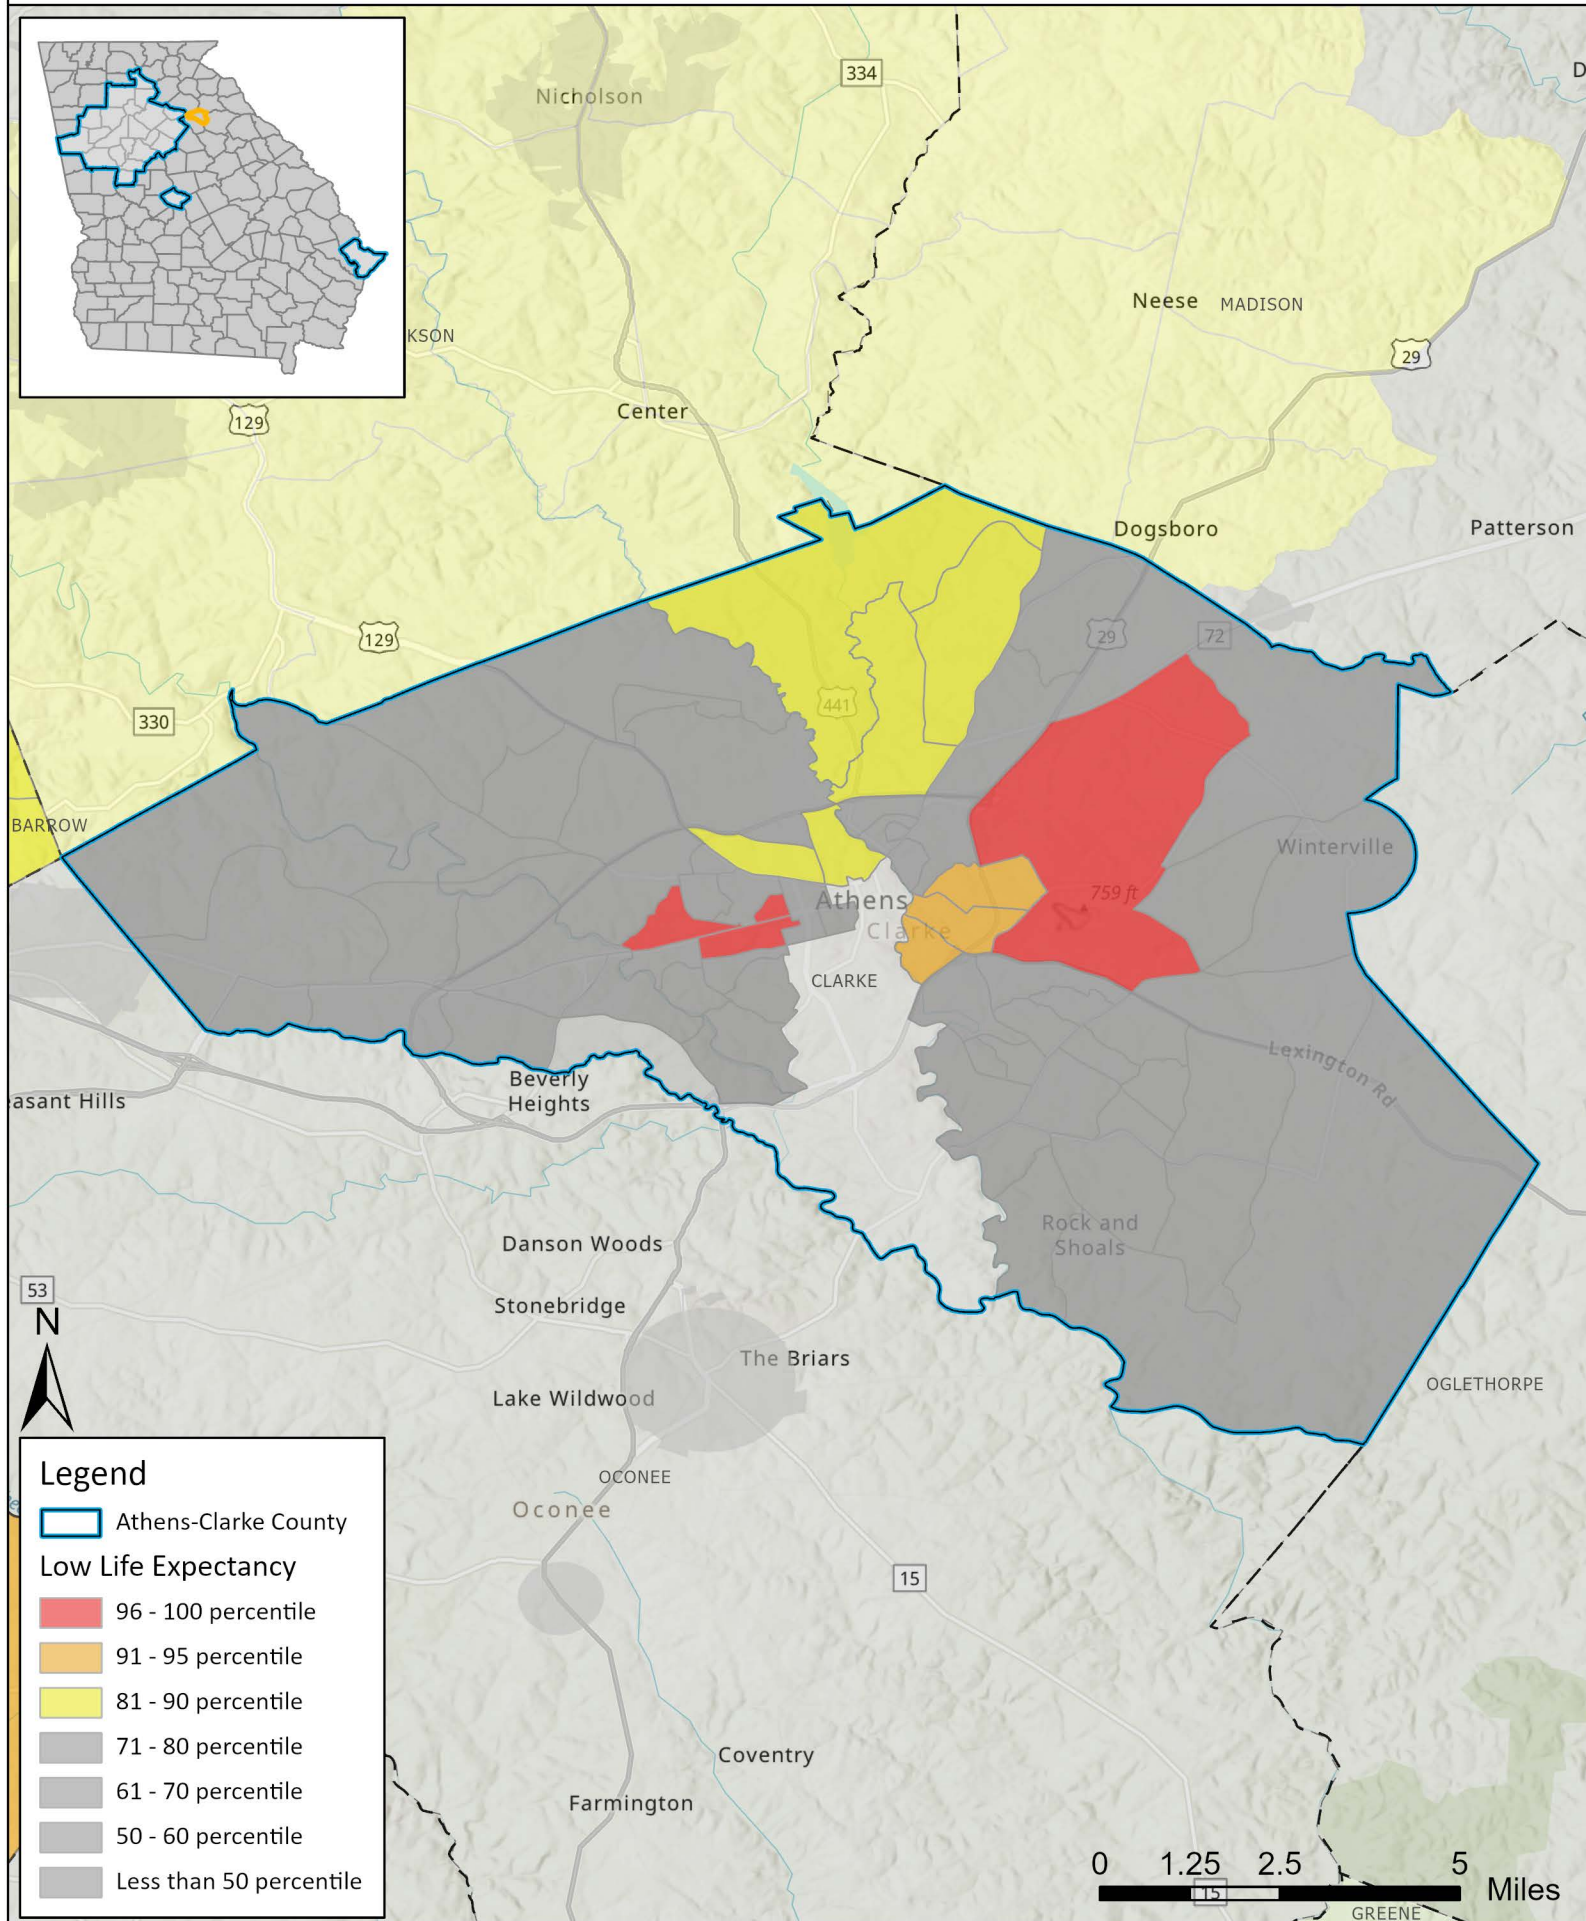 334
D
Nicholson
Neese
MADISON
KSON
29
129
Center
Dogsboro
Patterson
129
29
72
441
330
BARROW
Winterville
759 ft
Athens
Clarke
CLARKE
Lexington Rd
Beverly
Heights
easant Hills
Rock and
Shoals
Danson Woods
53
Stonebridge
N
The Briars
OGLETHORPE
Lake Wildwood
OCONEE
Oconee
15
Coventry
Farmington
Legend
Athens-Clarke County
Low Life Expectancy
96 - 100 percentile
91 - 95 percentile
81 - 90 percentile
71 - 80 percentile
61 - 70 percentile
50 - 60 percentile
Less than 50 percentile
0 1.25 2.5 5
Miles
15
GREENE